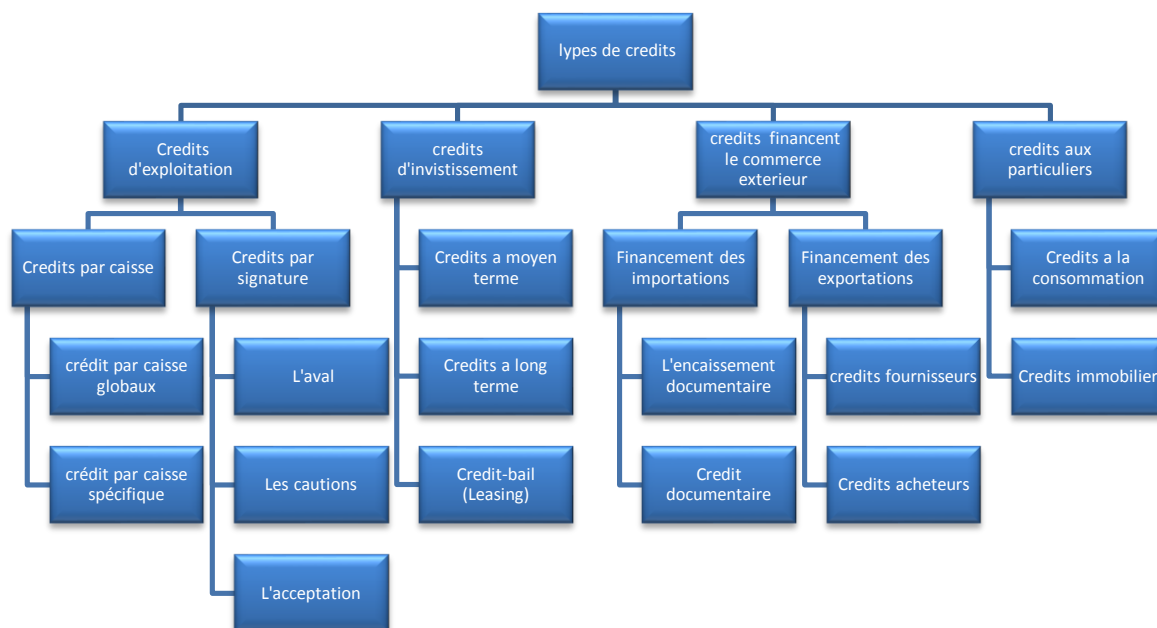 lypes de credits
Credits
d'exploitation
credits
d'invistissement
credits financent
le commerce
exterieur
credits aux
particuliers
Credits par caisse
Credits par
signature
Credits a moyen
terme
Financement des
importations
Financement des
exportations
Credits a la
consommation
crédit par caisse
globaux
L'aval
Credits a long
terme
L'encaissement
documentaire
credits fournisseurs
Credits immobilier
crédit par caisse
spécifique
Les cautions
Credit-bail
(Leasing)
Credit
documentaire
Credits acheteurs
L'acceptation